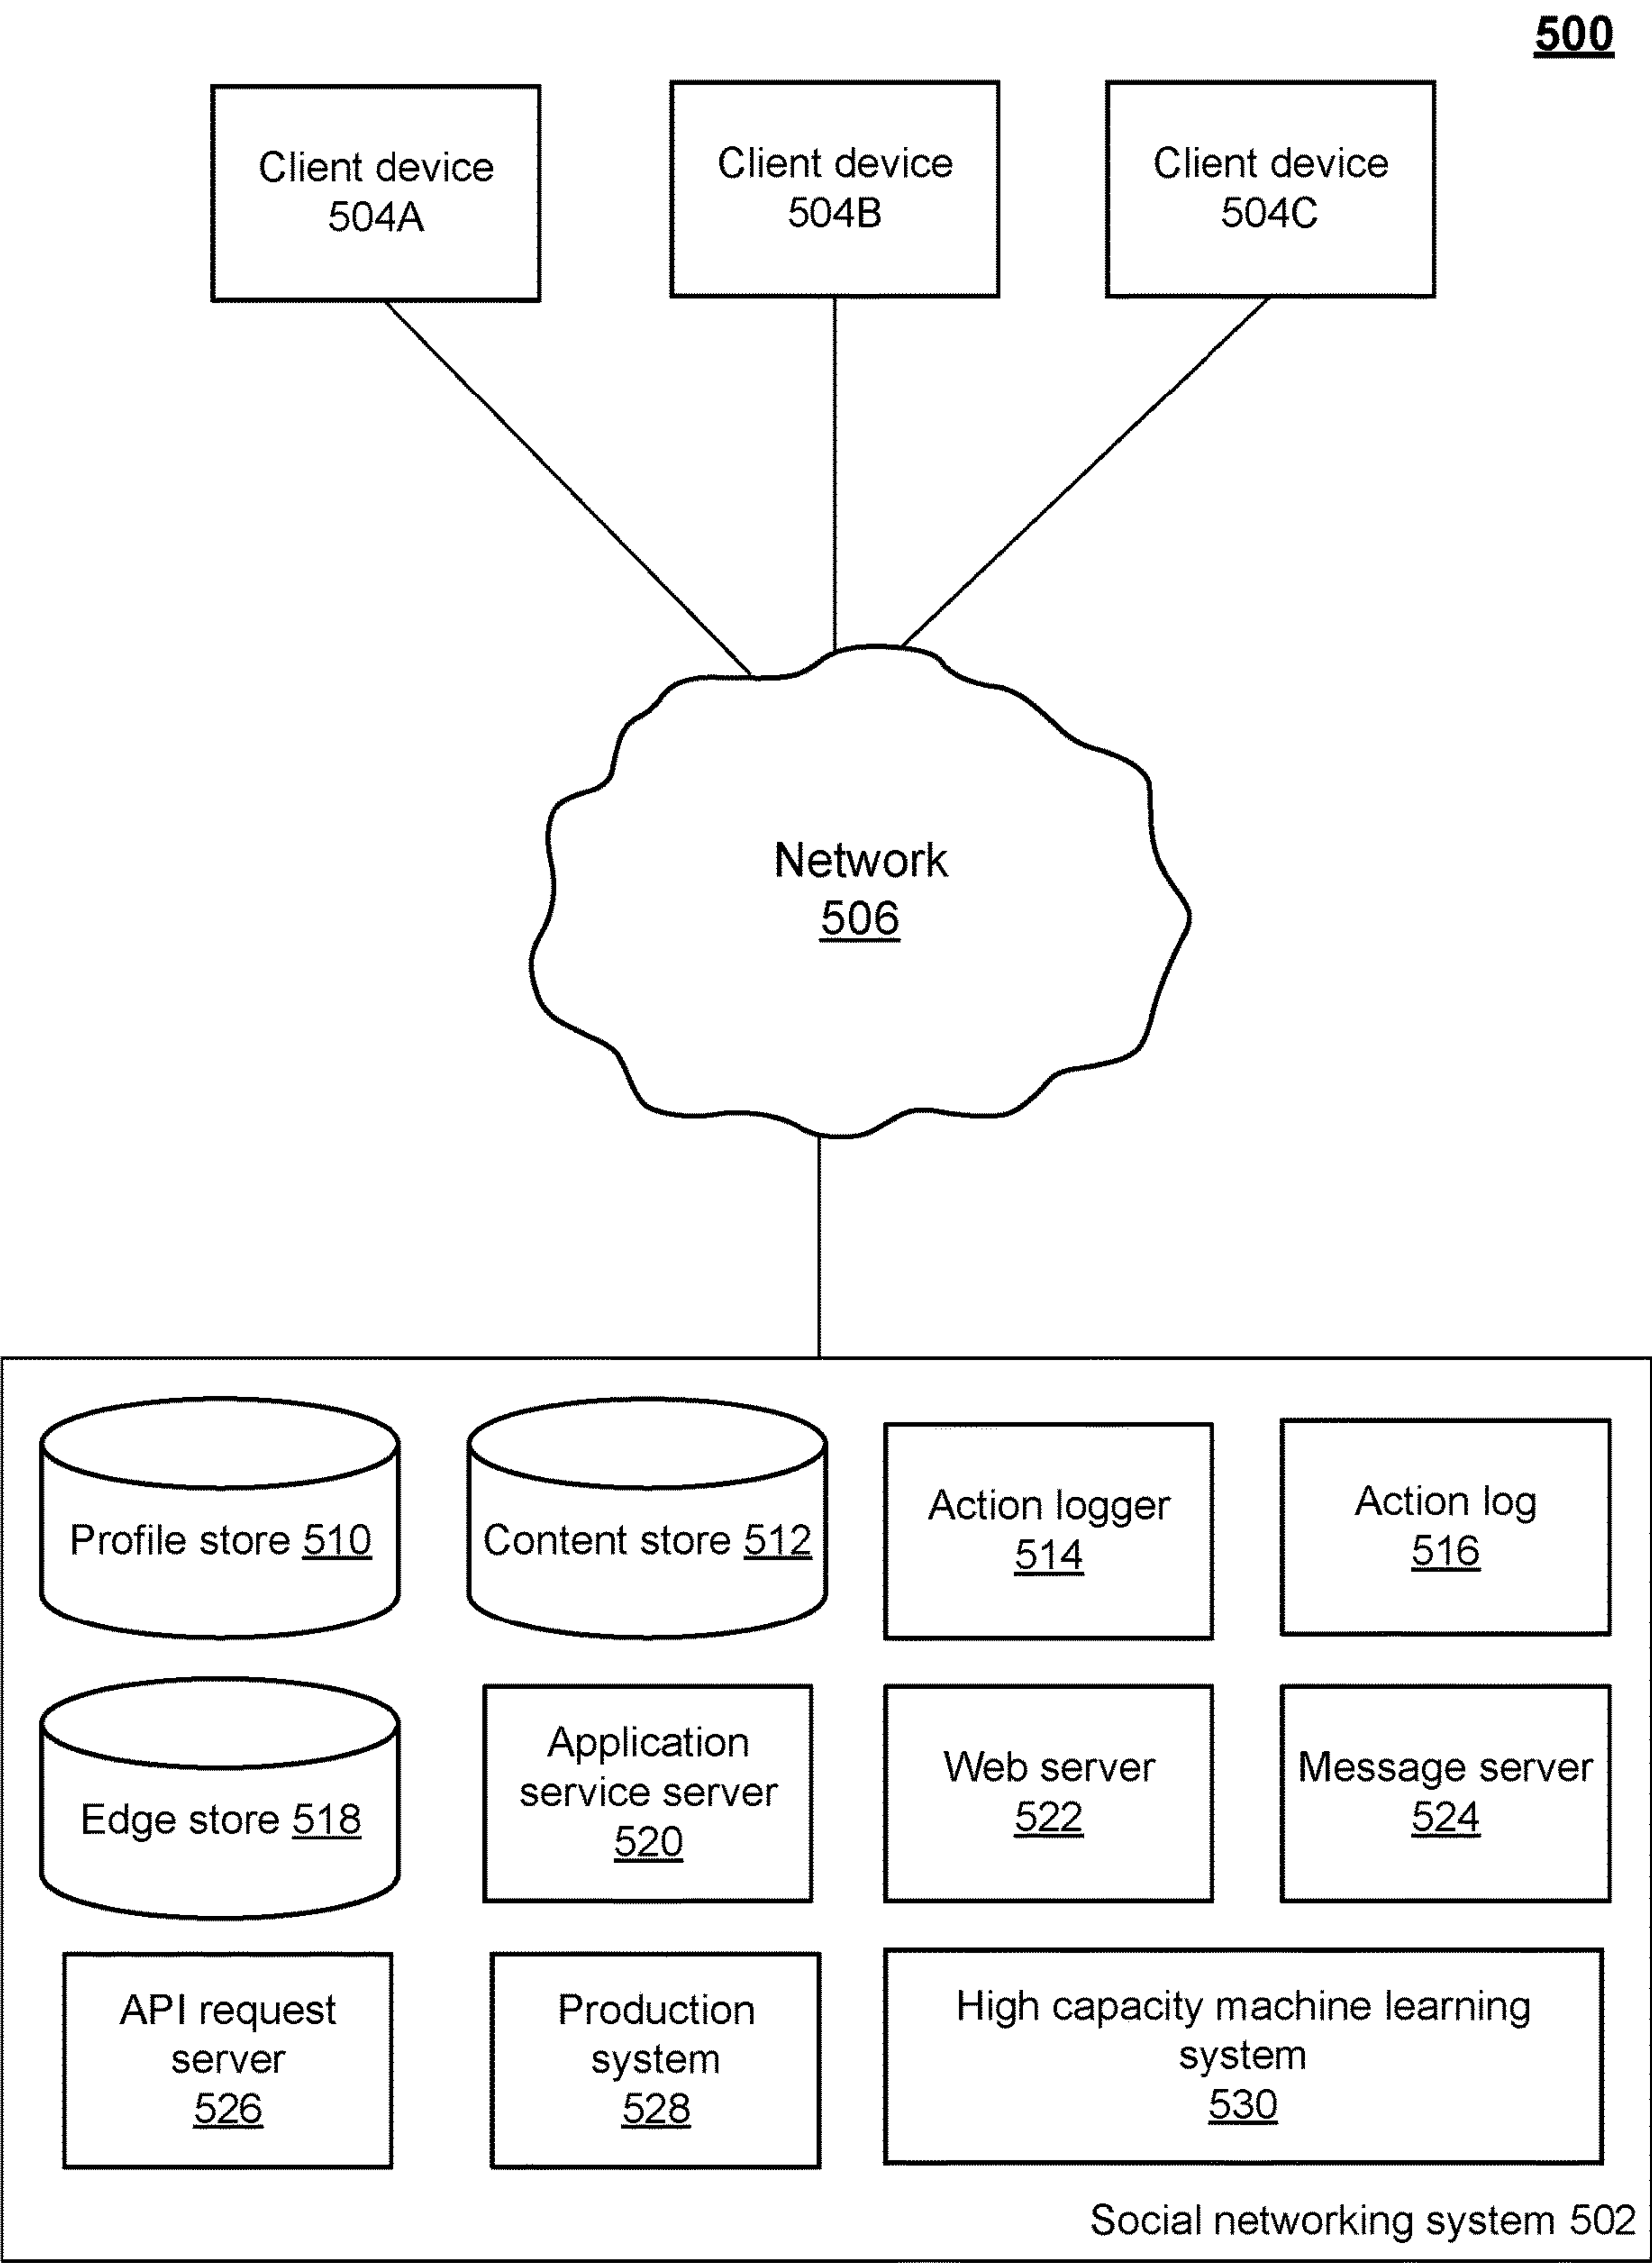 500
Client device
504A
Client device
504B
Client device
504C
Network
506
Profile store 510
Content store 512
Action logger
514
Action log
516
Edge store 518
Application
service server
520
Web server
522
Message server
524
API request
server
526
Production
system
528
High capacity machine learning
system
530
Social networking system 502